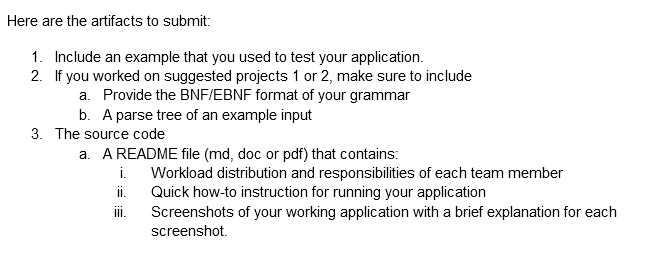 Here are the artifacts to submit:
1. Include an example that you used to test your application.
2. If you worked on suggested projects 1 or 2, make sure to include
a. Provide the BNF/EBNF format of your grammar
b. A parse tree of an example input
3. The source code
a. A README file (md, doc or pdf) that contains:
i. Workload distribution and responsibilities of each team member
ii. Quick how-to instruction for running your application
iii. Screenshots of your working application with a brief explanation for each
screenshot.